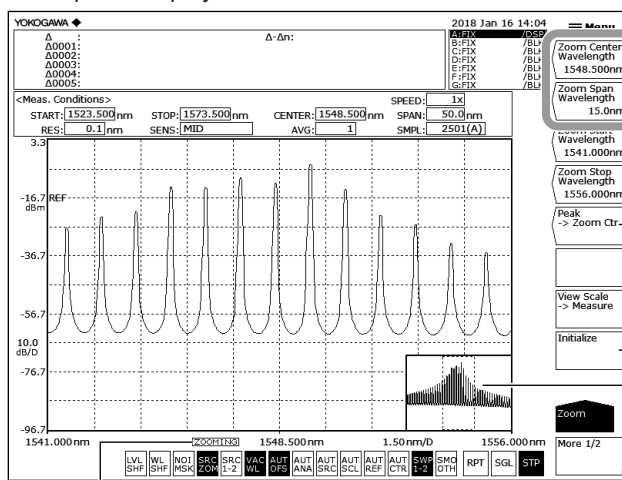 YOKOGAWA ◆
2018 Jan 16 14:04
Menu
Δ :
Δ0001:
Δ0002:
Δ0003:
Δ0004:
Δ0005:
Δ-Δn:
A:FIX /DSP
B:FIX /BLK
C:FIX /BLK
D:FIX /BLK
E:FIX /BLK
F:FIX /BLK
G:FIX /BLK
<Meas. Conditions>
SPEED: 1x
START: 1523.500 nm STOP: 1573.500 nm CENTER: 1548.500 nm SPAN: 50.0 nm
RES: 0.1 nm SENS: MID AVG: 1 SMPL: 2501(A)
3.3
-16.7 REF
dBm
-36.7
-56.7
10.0
dB/D
-76.7
-96.7
1541.000nm ZOOMING 1548.500nm 1.50nm/D 1556.000nm
LVL SHF
WL SHF
NOI MSK
SRC ZOM
SRC 1-2
VAC WL
AUT OFS
AUT ANA
AUT SRC
AUT SCL
AUT REF
AUT CTR
SWP 1-2
SMO OTH
RPT
SGL
STP
Zoom Center
Wavelength
1548.500nm
Zoom Span
Wavelength
15.0nm
Zoom Start
Wavelength
1541.000nm
Zoom Stop
Wavelength
1556.000nm
Peak
-> Zoom Ctr
View Scale
-> Measure
Initialize
Zoom
More 1/2